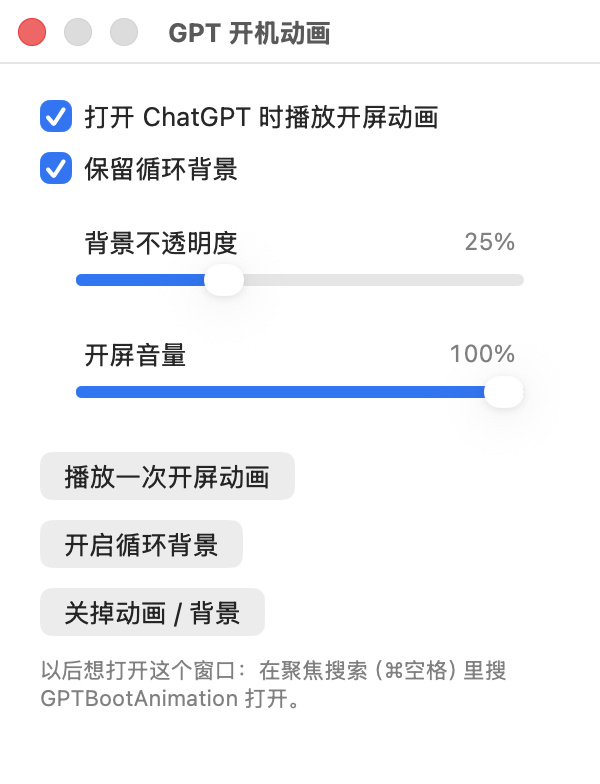 GPT 开机动画
打开 ChatGPT 时播放开屏动画
保留循环背景
背景不透明度 25%
开屏音量 100%
播放一次开屏动画
开启循环背景
关掉动画 / 背景
以后想打开这个窗口：在聚焦搜索 (⌘空格) 里搜
GPTBootAnimation 打开。